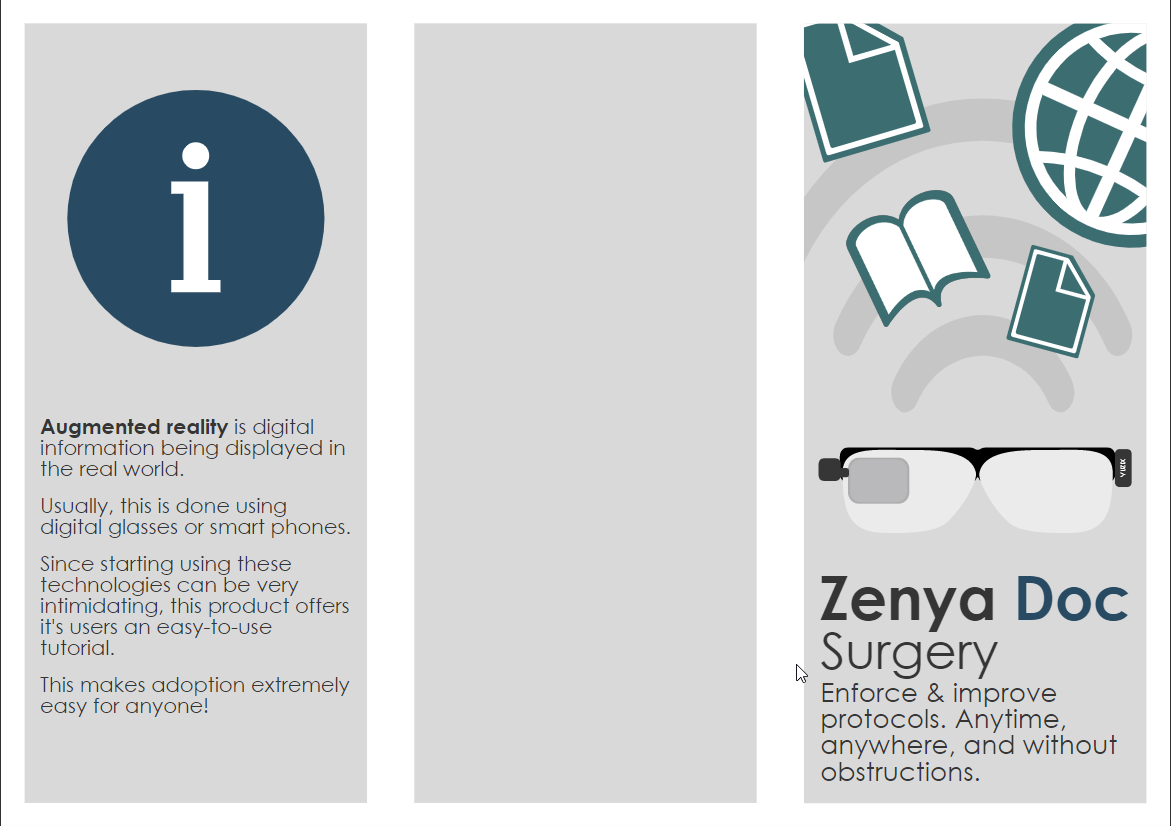 i
Augmented reality is digital
information being displayed in
the real world.
Usually, this is done using
digital glasses or smart phones.
Since starting using these
technologies can be very
intimidating, this product offers
it's users an easy-to-use
tutorial.
This makes adoption extremely
easy for anyone!
VUZIX
Zenya Doc
Surgery
Enforce & improve
protocols. Anytime,
anywhere, and without
obstructions.